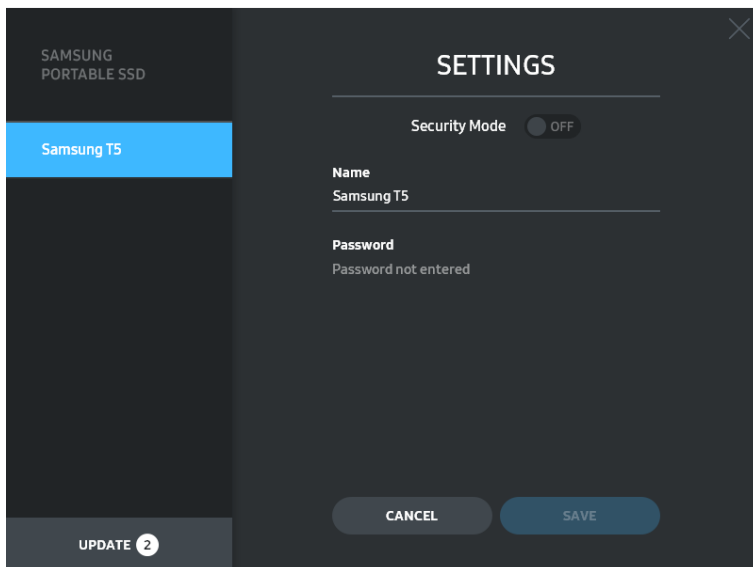 SAMSUNG
PORTABLE SSD
Samsung T5
UPDATE 2
SETTINGS
Security Mode OFF
Name
Samsung T5
Password
Password not entered
CANCEL SAVE